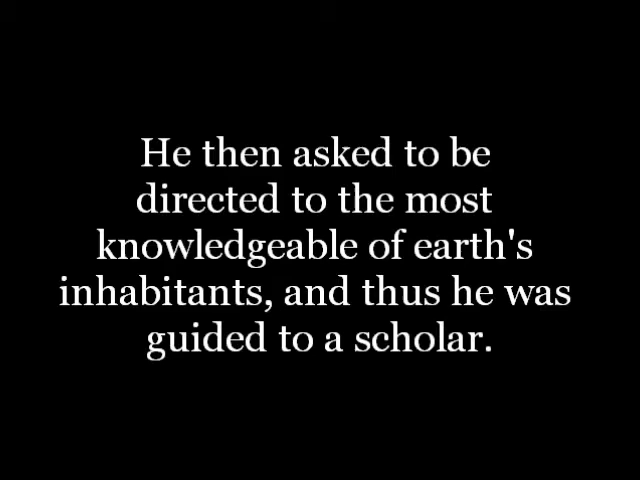 He then asked to be
directed to the most
knowledgeable of earth's
inhabitants, and thus he was
guided to a scholar.